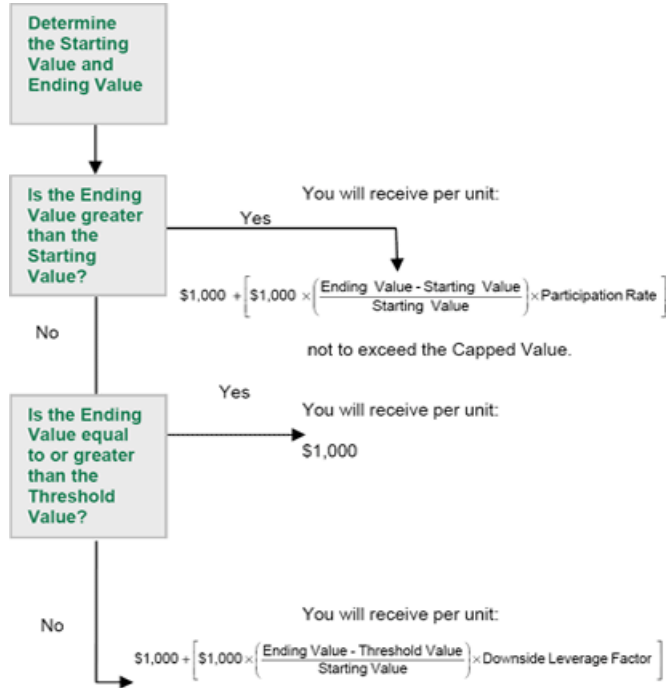 Determine
the Starting
Value and
Ending Value
Is the Ending
Value greater
than the
Starting
Value?
Yes
You will receive per unit:
$1,000 + [$1,000 × (Ending Value - Starting Value / Starting Value) × Participation Rate]
not to exceed the Capped Value.
No
Is the Ending
Value equal
to or greater
than the
Threshold
Value?
Yes
You will receive per unit:
$1,000
No
You will receive per unit:
$1,000 + [$1,000 × (Ending Value - Threshold Value / Starting Value) × Downside Leverage Factor]